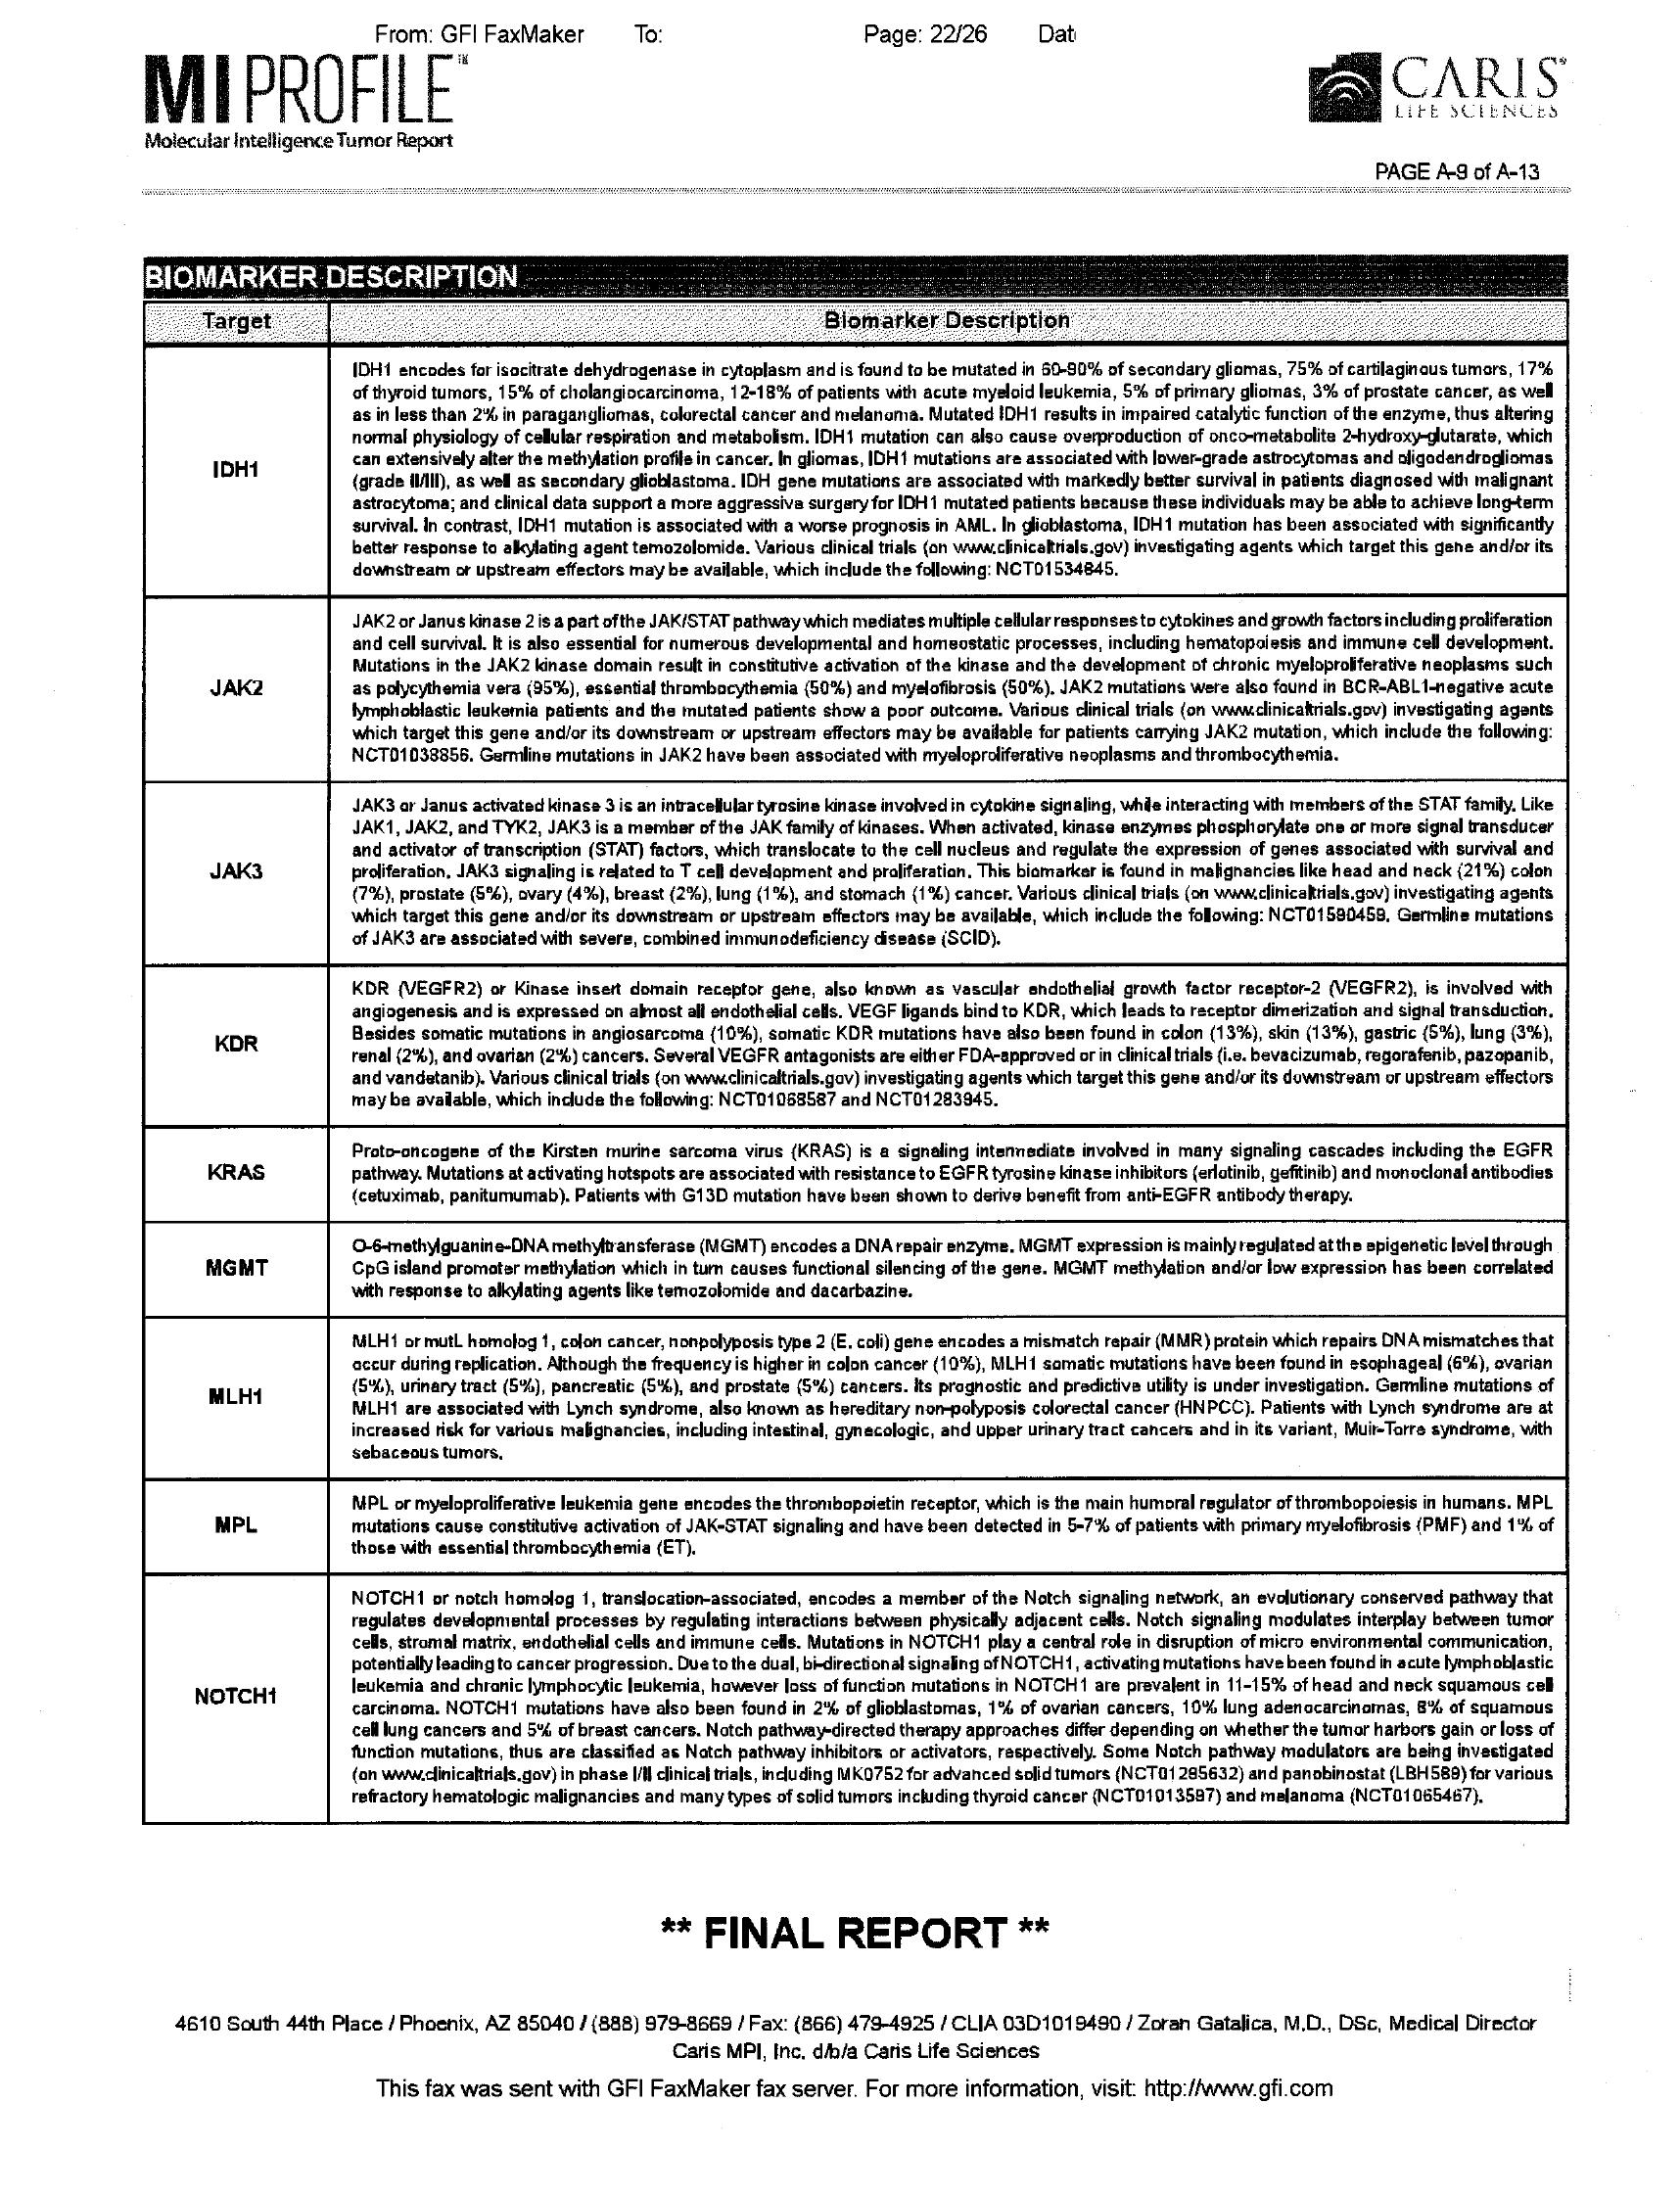 From: GFI FaxMaker To: Page: 22/26 Dat
MI PROFILE™
Molecular Intelligence Tumor Report
CARIS
LIFE SCIENCES
PAGE A-9 of A-13
BIOMARKER DESCRIPTION
Target Biomarker Description
IDH1
IDH1 encodes for isocitrate dehydrogenase in cytoplasm and is found to be mutated in 60-90% of secondary gliomas, 75% of cartilaginous tumors, 17%
of thyroid tumors, 15% of cholangiocarcinoma, 12-18% of patients with acute myeloid leukemia, 5% of primary gliomas, 3% of prostate cancer, as well
as in less than 2% in paragangliomas, colorectal cancer and melanoma. Mutated IDH1 results in impaired catalytic function of the enzyme, thus altering
normal physiology of cellular respiration and metabolism. IDH1 mutation can also cause overproduction of onco-metabolite 2-hydroxy-glutarate, which
can extensively alter the methylation profile in cancer. In gliomas, IDH1 mutations are associated with lower-grade astrocytomas and oligodendrogliomas
(grade II/III), as well as secondary glioblastoma. IDH gene mutations are associated with markedly better survival in patients diagnosed with malignant
astrocytoma; and clinical data support a more aggressive surgery for IDH1 mutated patients because these individuals may be able to achieve long-term
survival. In contrast, IDH1 mutation is associated with a worse prognosis in AML. In glioblastoma, IDH1 mutation has been associated with significantly
better response to alkylating agent temozolomide. Various clinical trials (on www.clinicaltrials.gov) investigating agents which target this gene and/or its
downstream or upstream effectors may be available, which include the following: NCT01534845.
JAK2
JAK2 or Janus kinase 2 is a part of the JAK/STAT pathway which mediates multiple cellular responses to cytokines and growth factors including proliferation
and cell survival. It is also essential for numerous developmental and homeostatic processes, including hematopoiesis and immune cell development.
Mutations in the JAK2 kinase domain result in constitutive activation of the kinase and the development of chronic myeloproliferative neoplasms such
as polycythemia vera (95%), essential thrombocythemia (50%) and myelofibrosis (50%). JAK2 mutations were also found in BCR-ABL1-negative acute
lymphoblastic leukemia patients and the mutated patients show a poor outcome. Various clinical trials (on www.clinicaltrials.gov) investigating agents
which target this gene and/or its downstream or upstream effectors may be available for patients carrying JAK2 mutation, which include the following:
NCT01038856. Germline mutations in JAK2 have been associated with myeloproliferative neoplasms and thrombocythemia.
JAK3
JAK3 or Janus activated kinase 3 is an intracellular tyrosine kinase involved in cytokine signaling, while interacting with members of the STAT family. Like
JAK1, JAK2, and TYK2, JAK3 is a member of the JAK family of kinases. When activated, kinase enzymes phosphorylate one or more signal transducer
and activator of transcription (STAT) factors, which translocate to the cell nucleus and regulate the expression of genes associated with survival and
proliferation. JAK3 signaling is related to T cell development and proliferation. This biomarker is found in malignancies like head and neck (21%) colon
(7%), prostate (5%), ovary (4%), breast (2%), lung (1%), and stomach (1%) cancer. Various clinical trials (on www.clinicaltrials.gov) investigating agents
which target this gene and/or its downstream or upstream effectors may be available, which include the following: NCT01590459. Germline mutations
of JAK3 are associated with severe, combined immunodeficiency disease (SCID).
KDR
KDR (VEGFR2) or Kinase insert domain receptor gene, also known as vascular endothelial growth factor receptor-2 (VEGFR2), is involved with
angiogenesis and is expressed on almost all endothelial cells. VEGF ligands bind to KDR, which leads to receptor dimerization and signal transduction.
Besides somatic mutations in angiosarcoma (10%), somatic KDR mutations have also been found in colon (13%), skin (13%), gastric (5%), lung (3%),
renal (2%), and ovarian (2%) cancers. Several VEGFR antagonists are either FDA-approved or in clinical trials (i.e. bevacizumab, regorafenib, pazopanib,
and vandetanib). Various clinical trials (on www.clinicaltrials.gov) investigating agents which target this gene and/or its downstream or upstream effectors
may be available, which include the following: NCT01068587 and NCT01283945.
KRAS
Proto-oncogene of the Kirsten murine sarcoma virus (KRAS) is a signaling intermediate involved in many signaling cascades including the EGFR
pathway. Mutations at activating hotspots are associated with resistance to EGFR tyrosine kinase inhibitors (erlotinib, gefitinib) and monoclonal antibodies
(cetuximab, panitumumab). Patients with G13D mutation have been shown to derive benefit from anti-EGFR antibody therapy.
MGMT
O-6-methylguanine-DNA methyltransferase (MGMT) encodes a DNA repair enzyme. MGMT expression is mainly regulated at the epigenetic level through
CpG island promoter methylation which in turn causes functional silencing of the gene. MGMT methylation and/or low expression has been correlated
with response to alkylating agents like temozolomide and dacarbazine.
MLH1
MLH1 or mutL homolog 1, colon cancer, nonpolyposis type 2 (E. coli) gene encodes a mismatch repair (MMR) protein which repairs DNA mismatches that
occur during replication. Although the frequency is higher in colon cancer (10%), MLH1 somatic mutations have been found in esophageal (6%), ovarian
(5%), urinary tract (5%), pancreatic (5%), and prostate (5%) cancers. Its prognostic and predictive utility is under investigation. Germline mutations of
MLH1 are associated with Lynch syndrome, also known as hereditary non-polyposis colorectal cancer (HNPCC). Patients with Lynch syndrome are at
increased risk for various malignancies, including intestinal, gynecologic, and upper urinary tract cancers and in its variant, Muir-Torre syndrome, with
sebaceous tumors.
MPL
MPL or myeloproliferative leukemia gene encodes the thrombopoietin receptor, which is the main humoral regulator of thrombopoiesis in humans. MPL
mutations cause constitutive activation of JAK-STAT signaling and have been detected in 5-7% of patients with primary myelofibrosis (PMF) and 1% of
those with essential thrombocythemia (ET).
NOTCH1
NOTCH1 or notch homolog 1, translocation-associated, encodes a member of the Notch signaling network, an evolutionary conserved pathway that
regulates developmental processes by regulating interactions between physically adjacent cells. Notch signaling modulates interplay between tumor
cells, stromal matrix, endothelial cells and immune cells. Mutations in NOTCH1 play a central role in disruption of micro environmental communication,
potentially leading to cancer progression. Due to the dual, bi-directional signaling of NOTCH1, activating mutations have been found in acute lymphoblastic
leukemia and chronic lymphocytic leukemia, however loss of function mutations in NOTCH1 are prevalent in 11-15% of head and neck squamous cell
carcinoma. NOTCH1 mutations have also been found in 2% of glioblastomas, 1% of ovarian cancers, 10% lung adenocarcinomas, 8% of squamous
cell lung cancers and 5% of breast cancers. Notch pathway-directed therapy approaches differ depending on whether the tumor harbors gain or loss of
function mutations, thus are classified as Notch pathway inhibitors or activators, respectively. Some Notch pathway modulators are being investigated
(on www.clinicaltrials.gov) in phase I/II clinical trials, including MK0752 for advanced solid tumors (NCT01295632) and panobinostat (LBH589) for various
refractory hematologic malignancies and many types of solid tumors including thyroid cancer (NCT01013597) and melanoma (NCT01065467).
** FINAL REPORT **
4610 South 44th Place / Phoenix, AZ 85040 / (888) 979-8669 / Fax: (866) 479-4925 / CLIA 03D1019490 / Zoran Gatalica, M.D., DSc, Medical Director
Caris MPI, Inc. d/b/a Caris Life Sciences
This fax was sent with GFI FaxMaker fax server. For more information, visit: http://www.gfi.com